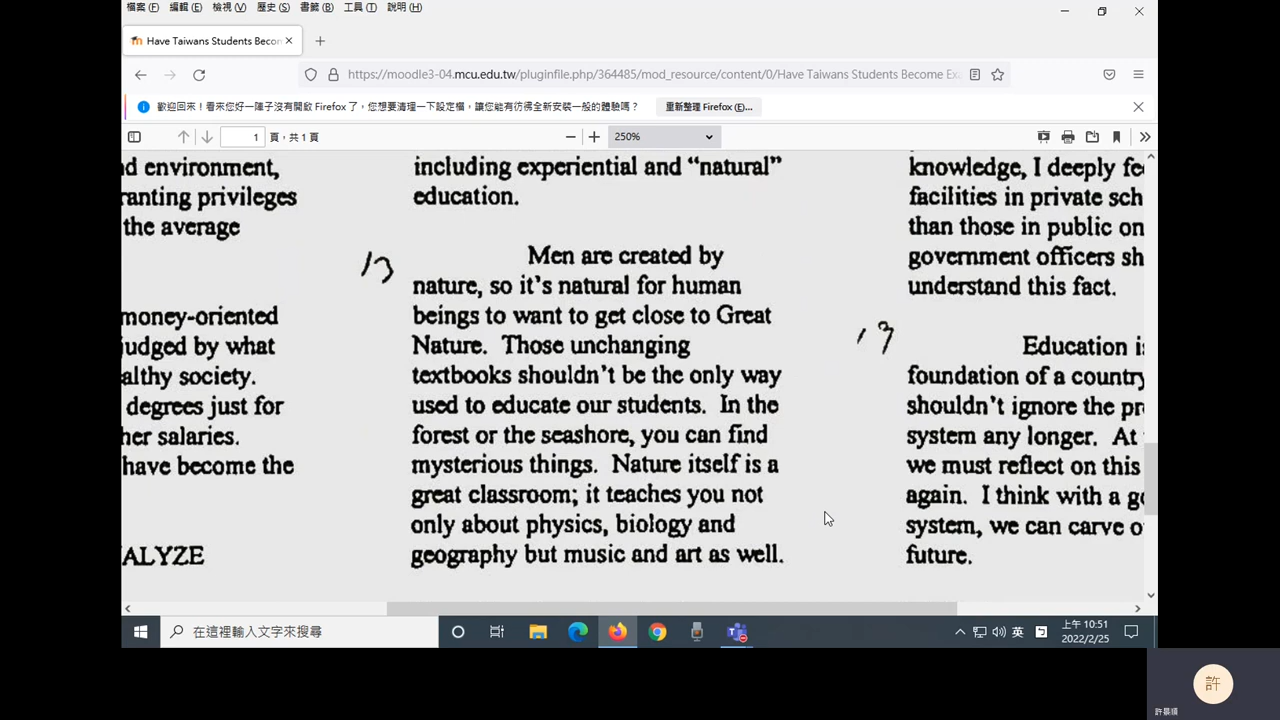 檔案 (F) 編輯 (E) 檢視 (V) 歷史 (S) 書籤 (B) 工具 (T) 說明 (H)
Have Taiwans Students Becom
https://moodle3-04.mcu.edu.tw/pluginfile.php/364485/mod_resource/content/0/Have Taiwans Students Become Ex
歡迎回來！看來您好一陣子沒有開啟 Firefox 了，您想要清理一下設定檔，讓您能有彷彿全新安裝一般的體驗嗎？ 重新整理 Firefox (E)...
1 頁，共 1 頁 250%
d environment,
ranting privileges
the average
money-oriented
judged by what
althy society.
degrees just for
her salaries.
have become the
ALYZE
including experiential and “natural”
education.
13
Men are created by
nature, so it’s natural for human
beings to want to get close to Great
Nature. Those unchanging
textbooks shouldn’t be the only way
used to educate our students. In the
forest or the seashore, you can find
mysterious things. Nature itself is a
great classroom; it teaches you not
only about physics, biology and
geography but music and art as well.
knowledge, I deeply fe
facilities in private sch
than those in public on
government officers sh
understand this fact.
Education i
foundation of a country
shouldn’t ignore the pr
system any longer. At
we must reflect on this
again. I think with a g
system, we can carve o
future.
在這裡輸入文字來搜尋
英
上午 10:51
2022/2/25
許